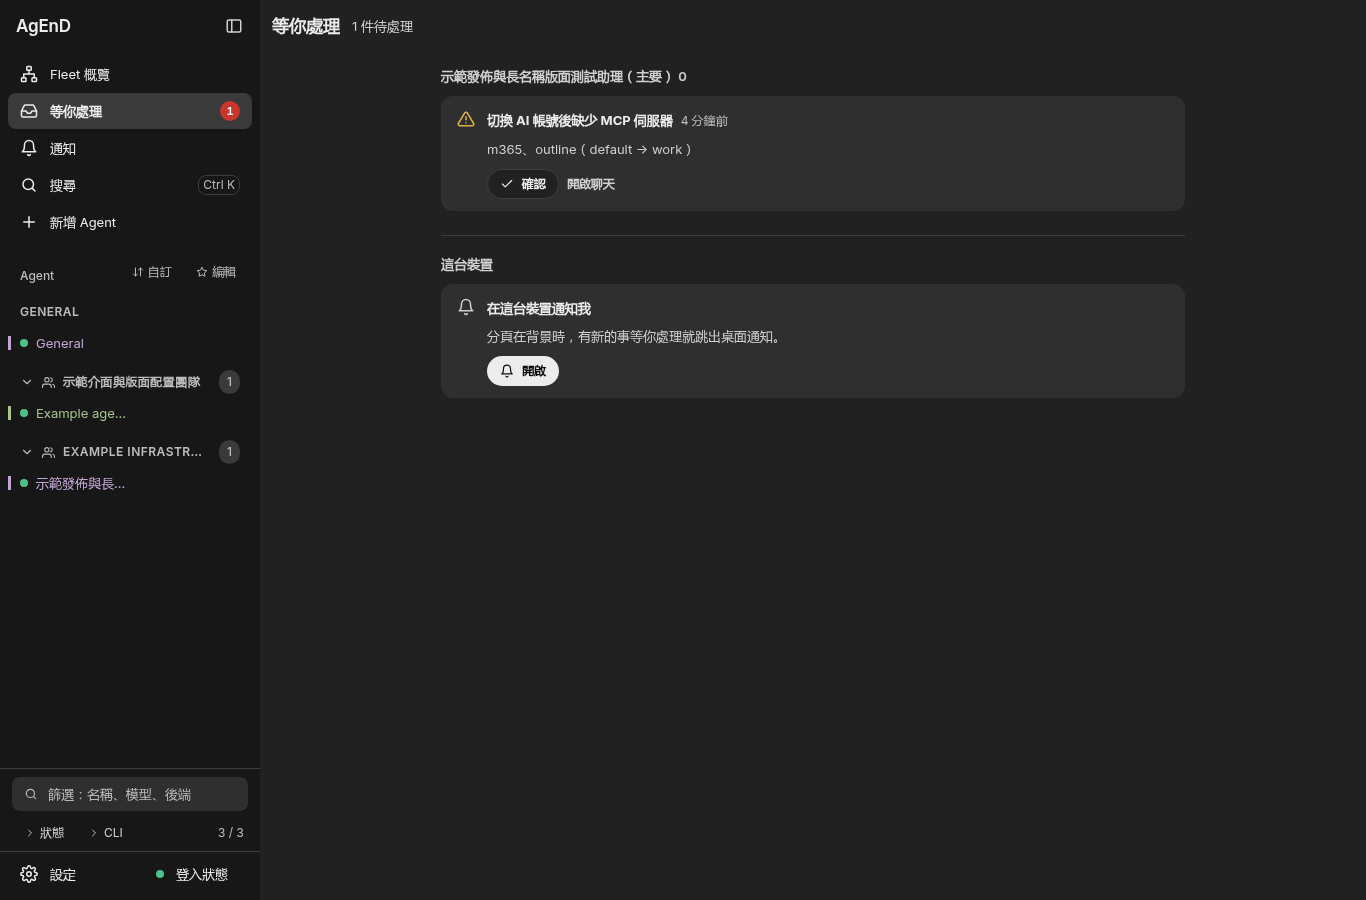 AgEnD
Fleet 概覽
等你處理 1
通知
搜尋 Ctrl K
新增 Agent
Agent 自訂 編輯
GENERAL
General
示範介面與版面配置團隊 1
Example age...
EXAMPLE INFRASTR... 1
示範發佈與長...
篩選：名稱、模型、後端
狀態 CLI 3 / 3
設定 登入狀態
等你處理 1 件待處理
示範發佈與長名稱版面測試助理（主要）0
切換 AI 帳號後缺少 MCP 伺服器 4 分鐘前
m365、outline（default → work）
確認 開啟聊天
這台裝置
在這台裝置通知我
分頁在背景時，有新的事等你處理就跳出桌面通知。
開啟